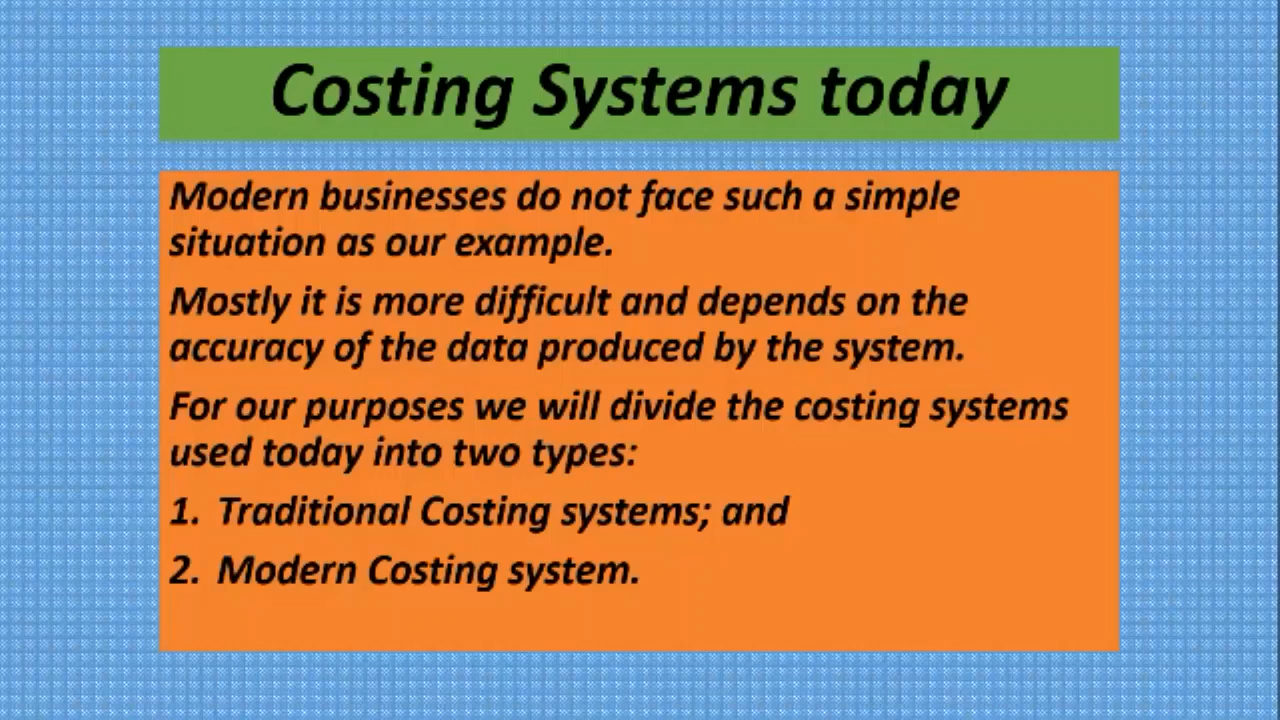 Costing Systems today
Modern businesses do not face such a simple
situation as our example.
Mostly it is more difficult and depends on the
accuracy of the data produced by the system.
For our purposes we will divide the costing systems
used today into two types:
1. Traditional Costing systems; and
2. Modern Costing system.